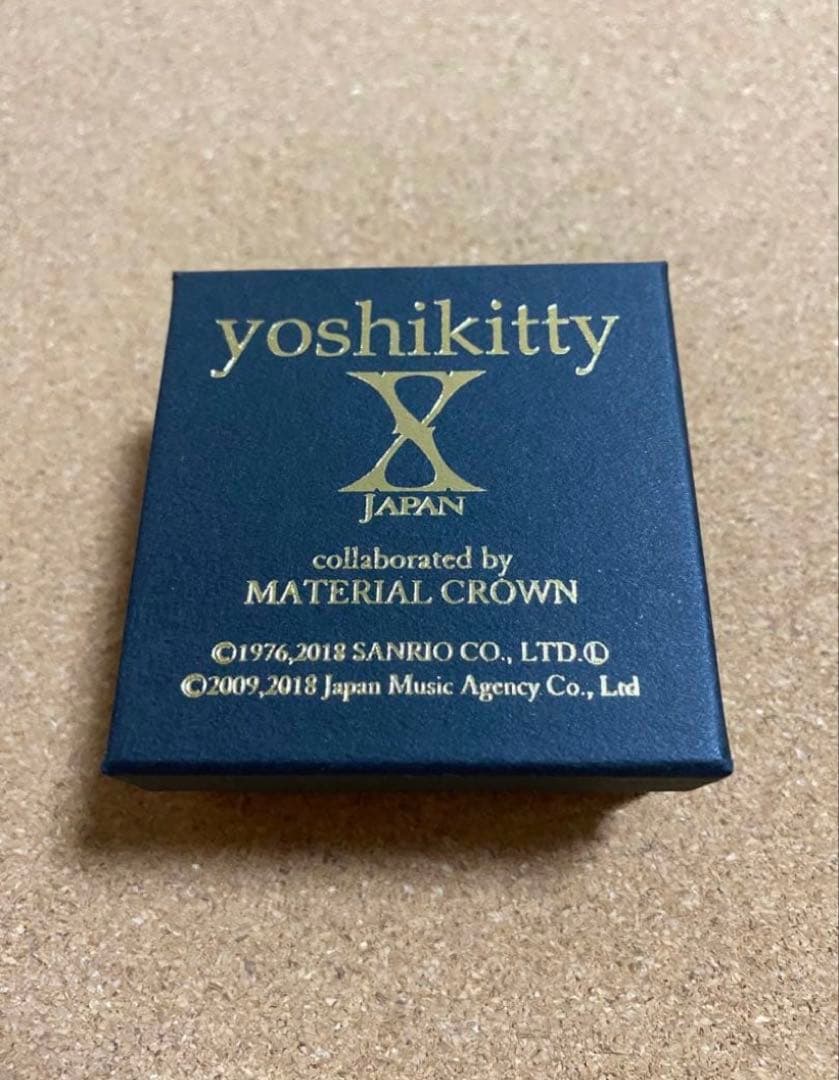 yoshikitty
X
JAPAN
collaborated by
MATERIAL CROWN
©1976,2018 SANRIO CO., LTD.Ⓛ
©2009,2018 Japan Music Agency Co., Ltd